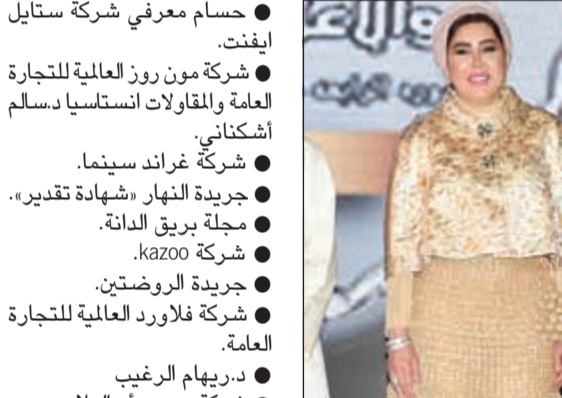 ● حسام معرفي شركة ستايل
ايفنت.
● شركة مون روز العالمية للتجارة
العامة والمقاولات انستاسيا د.سالم
أشكناني.
● شركة غراند سينما.
● جريدة النهار «شهادة تقدير».
● مجلة بريق الدانة.
● شركة kazoo.
● جريدة الروضتين.
● شركة فلاورد العالمية للتجارة
العامة.
● د.ريهام الرغيب